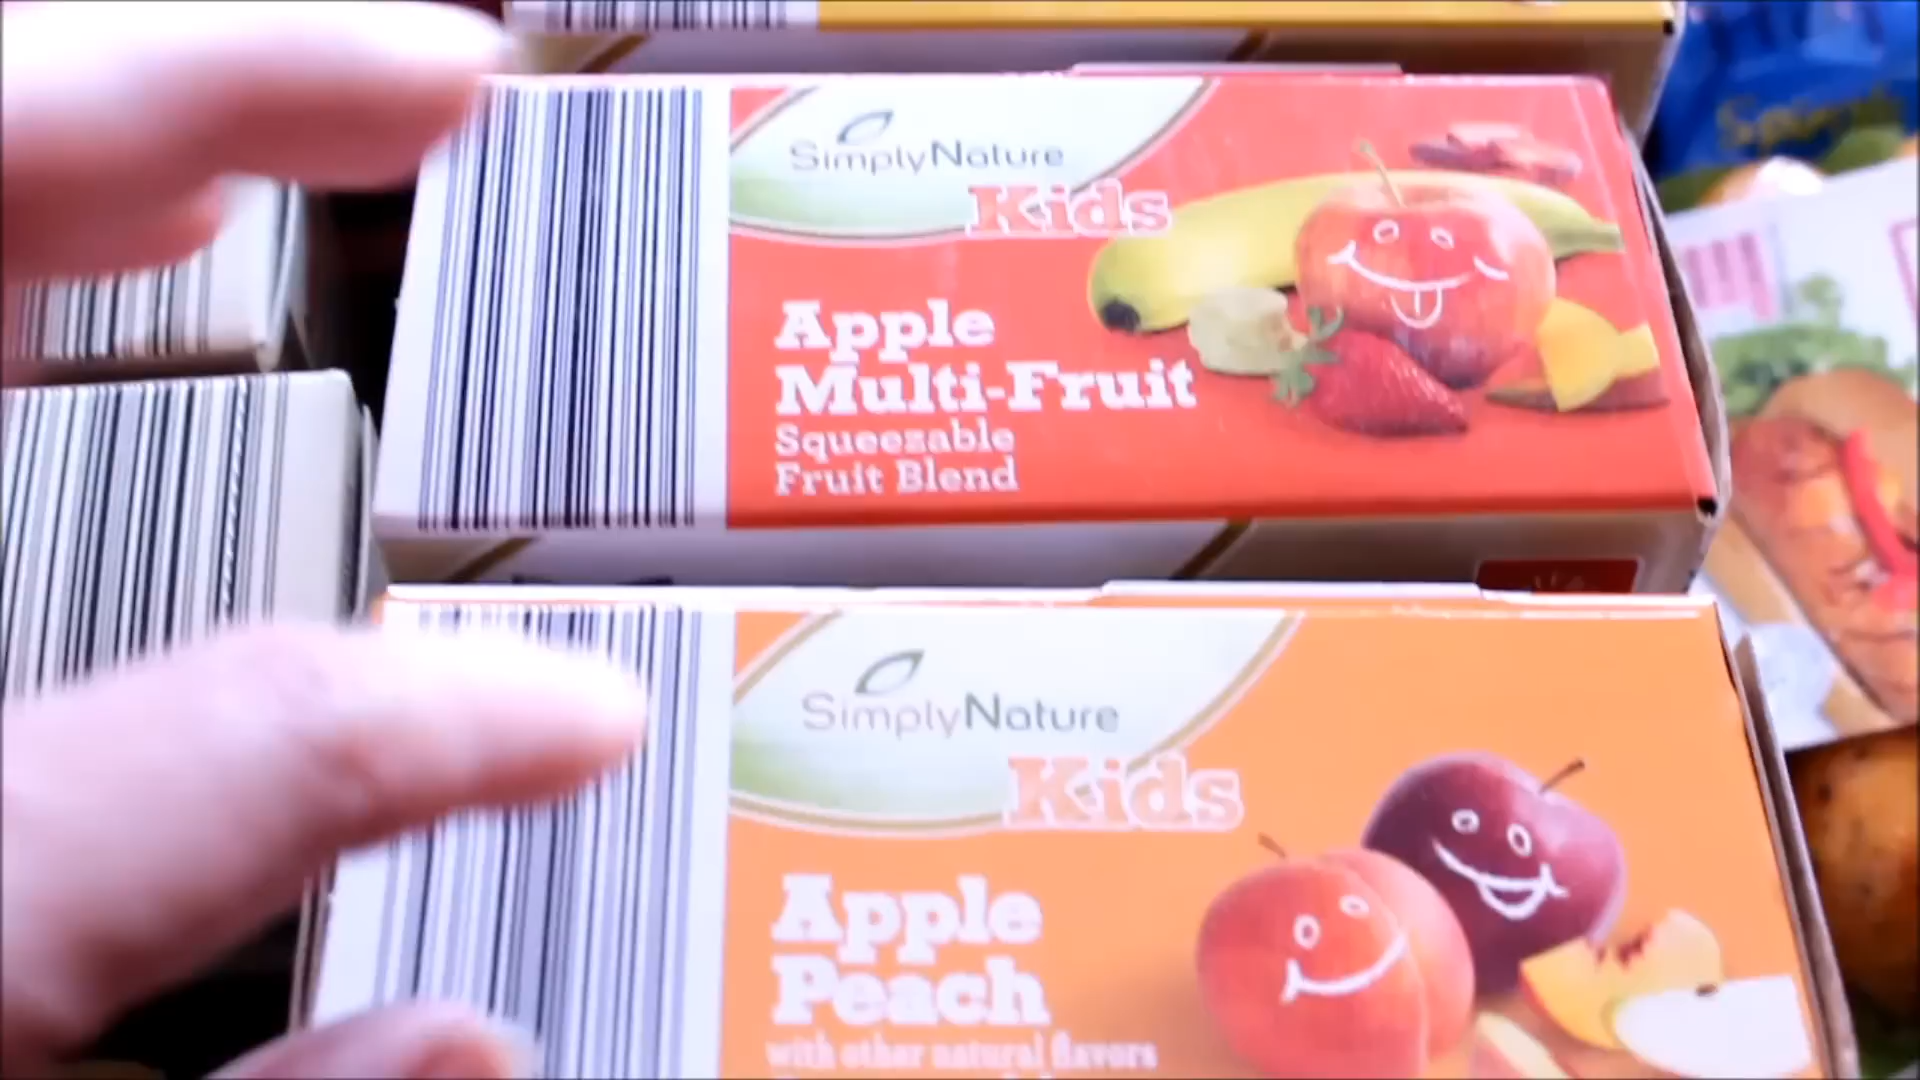 SimplyNature
Kids
Apple
Multi-Fruit
Squeezable
Fruit Blend
SimplyNature
Kids
Apple
Peach
with other natural flavors